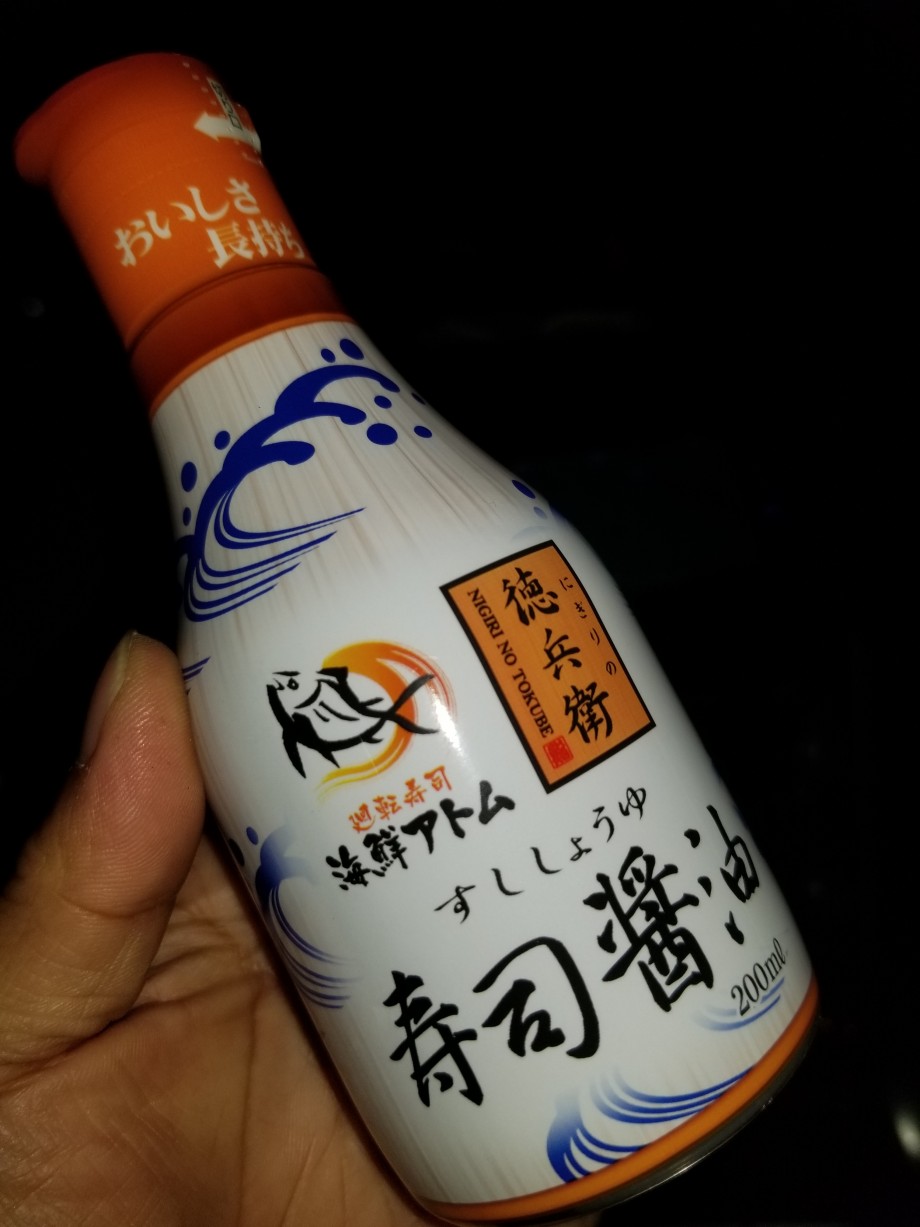 おいしさ
長持ち
にぎりの
徳兵衛
NIGIRI NO TOKUBE
廻転寿司
海鮮アトム
すししょうゆ
寿司醤油
200ml